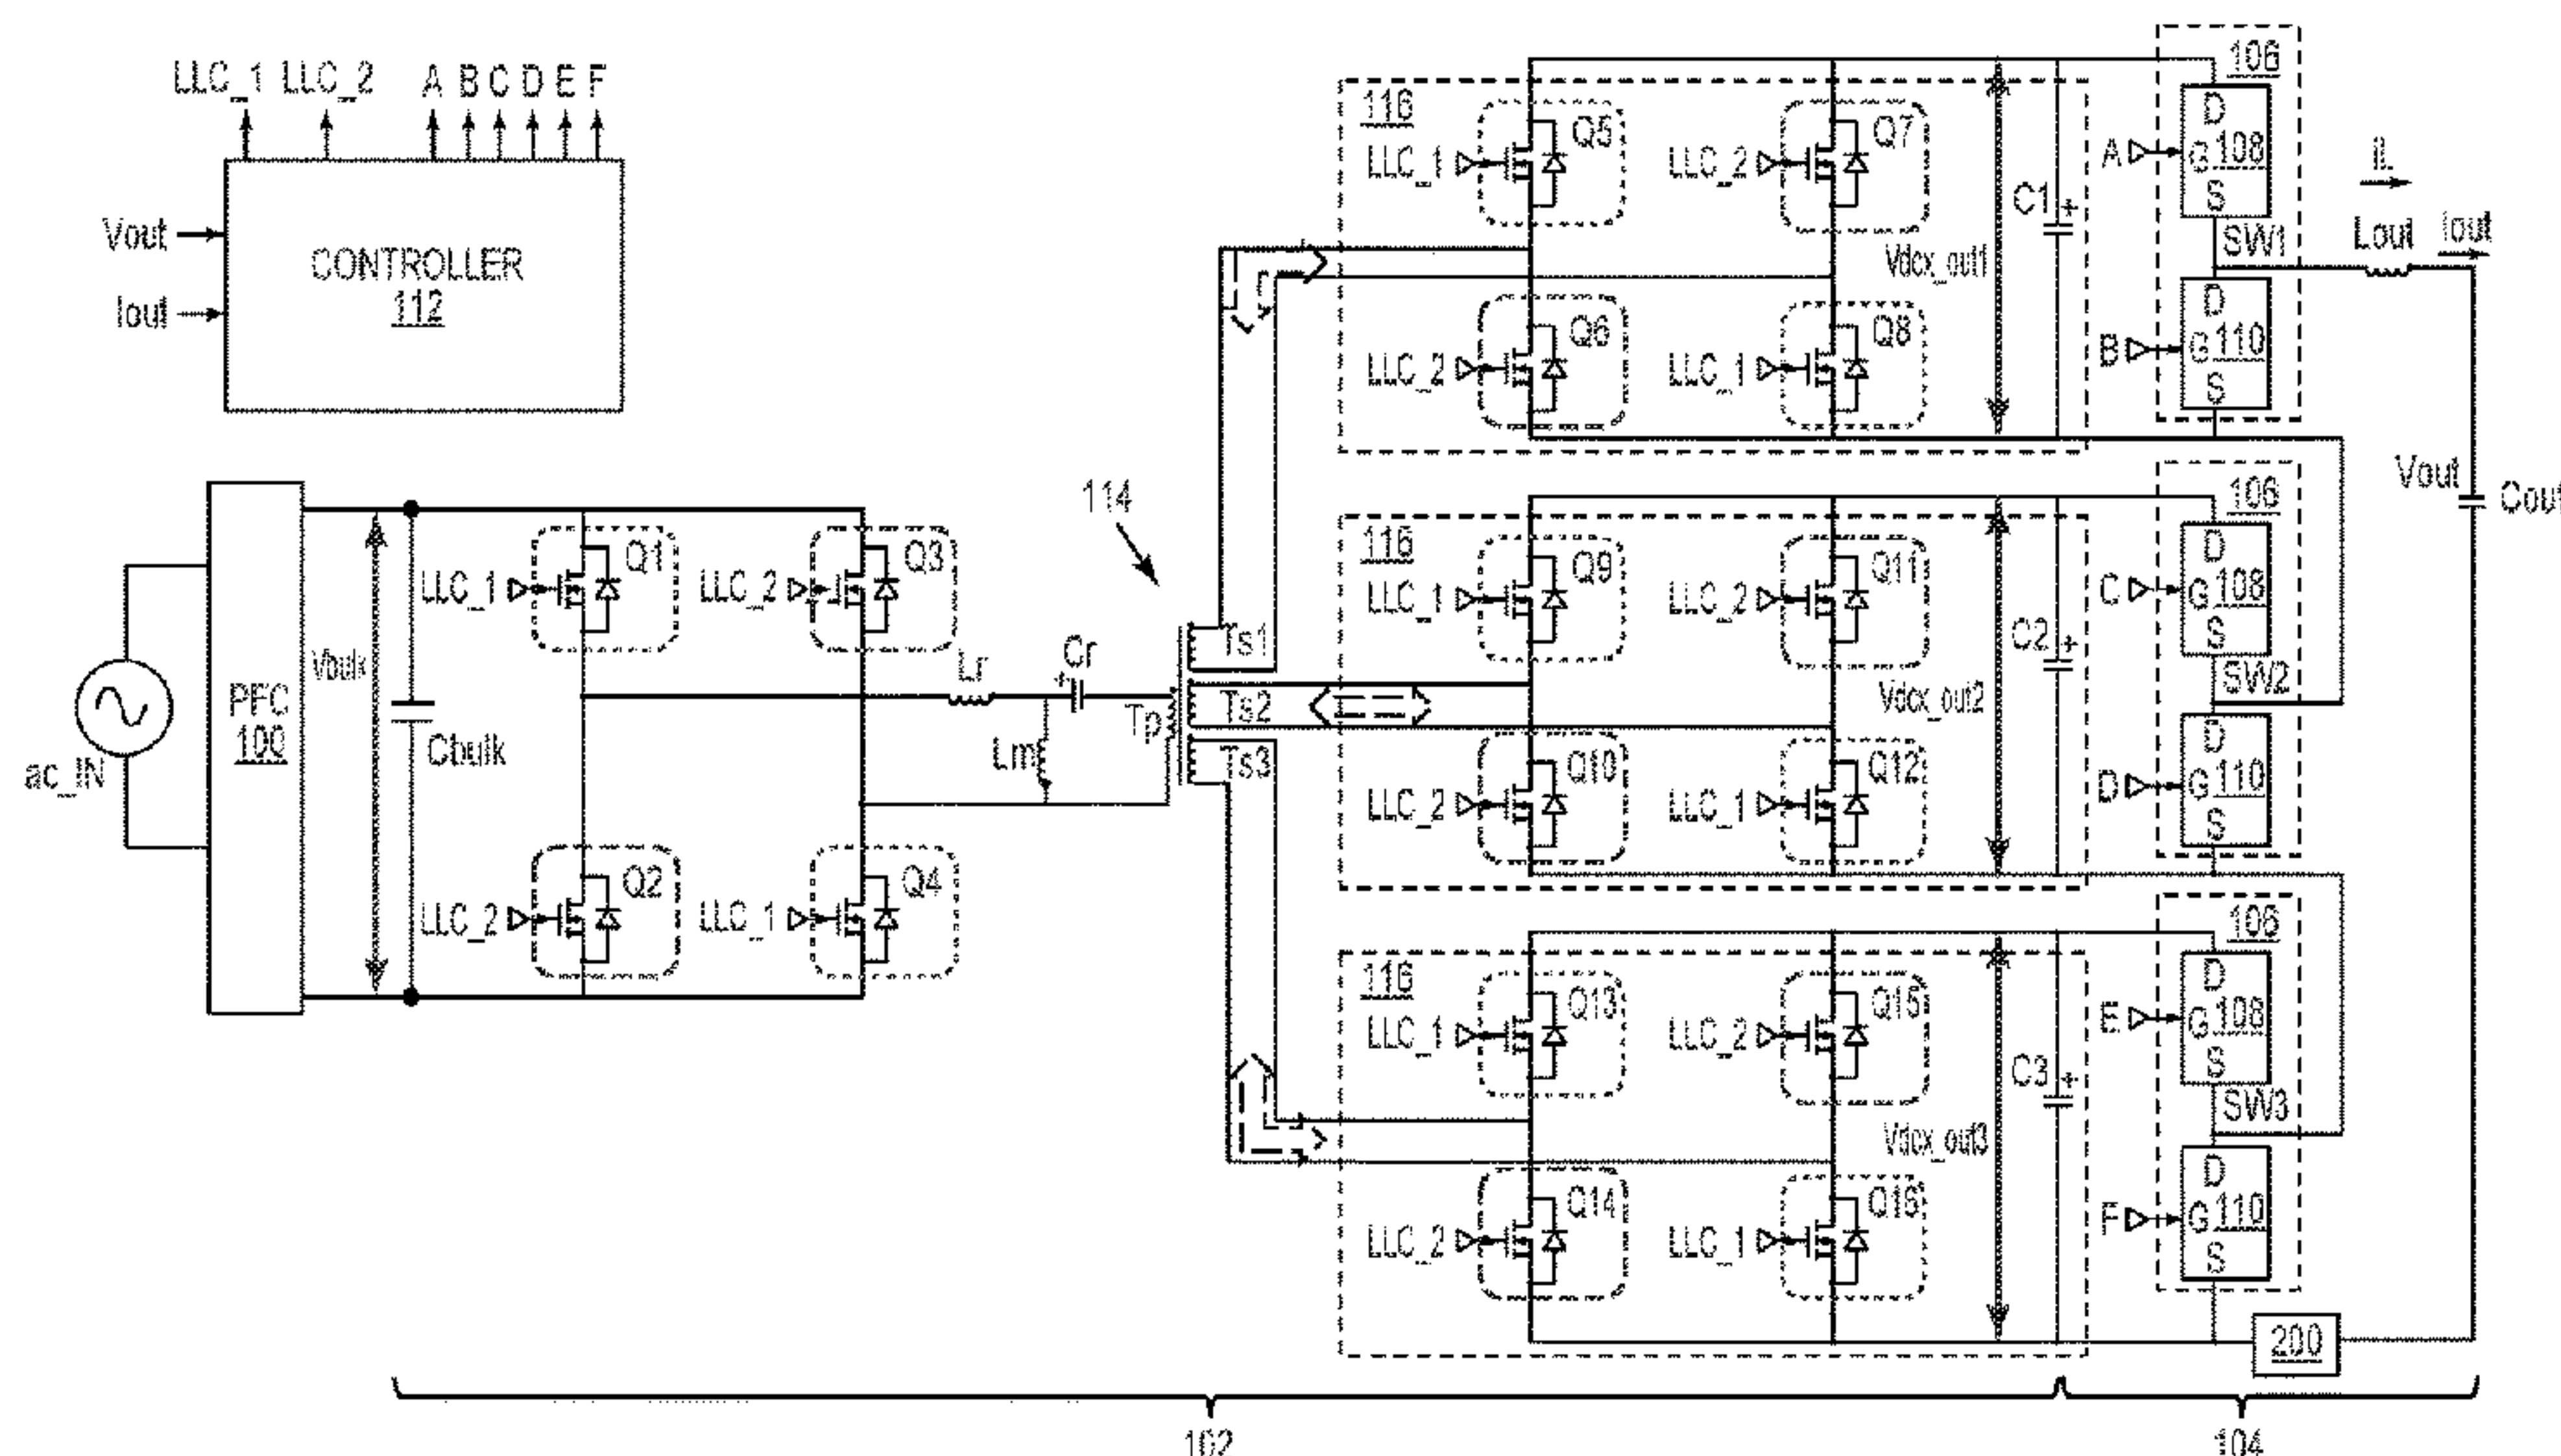 LLC_1 LLC_2 A B C D E F
Vout
Iout
CONTROLLER
112
ac_IN
PFC
100
Vbulk
Cbulk
LLC_1
Q1
LLC_2
Q3
LLC_2
Q2
LLC_1
Q4
Lr
Cr
+
Lm
Tp
114
Ts1
Ts2
Ts3
116
LLC_1
Q5
LLC_2
Q7
LLC_2
Q6
LLC_1
Q8
Vdcx_out1
C1
+
106
A
D
G 108
S
SW1
B
D
G 110
S
iL
Lout
Iout
116
LLC_1
Q9
LLC_2
Q11
LLC_2
Q10
LLC_1
Q12
Vdcx_out2
C2
+
106
C
D
G 108
S
SW2
D
D
G 110
S
Vout
Cout
116
LLC_1
Q13
LLC_2
Q15
LLC_2
Q14
LLC_1
Q16
Vdcx_out3
C3
+
106
E
D
G 108
S
SW3
F
D
G 110
S
200
102
104